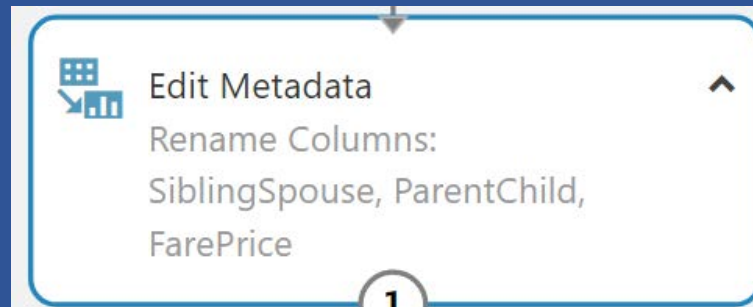 Edit Metadata
Rename Columns:
SiblingSpouse, ParentChild,
FarePrice
1